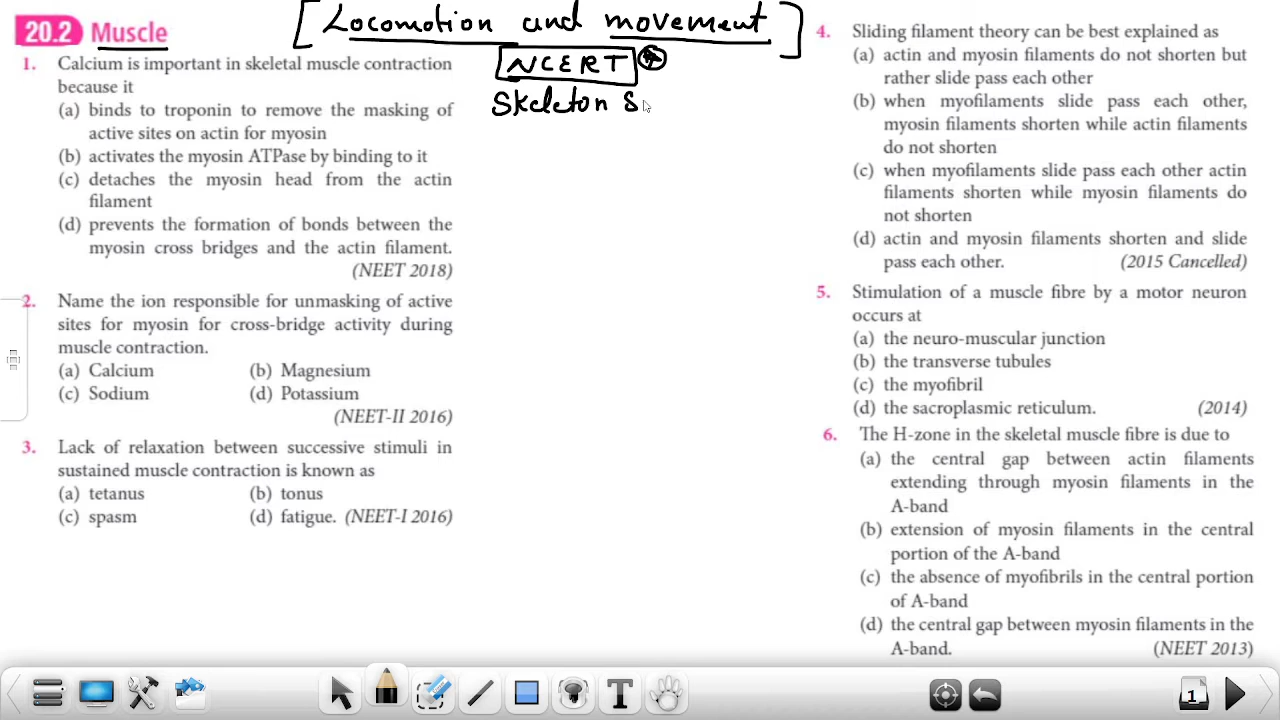 20.2 Muscle
[Locomotion and movement]
NCERT
Skeleton &
1. Calcium is important in skeletal muscle contraction
because it
(a) binds to troponin to remove the masking of
active sites on actin for myosin
(b) activates the myosin ATPase by binding to it
(c) detaches the myosin head from the actin
filament
(d) prevents the formation of bonds between the
myosin cross bridges and the actin filament.
(NEET 2018)
2. Name the ion responsible for unmasking of active
sites for myosin for cross-bridge activity during
muscle contraction.
(a) Calcium (b) Magnesium
(c) Sodium (d) Potassium
(NEET-II 2016)
3. Lack of relaxation between successive stimuli in
sustained muscle contraction is known as
(a) tetanus (b) tonus
(c) spasm (d) fatigue. (NEET-I 2016)
4. Sliding filament theory can be best explained as
(a) actin and myosin filaments do not shorten but
rather slide pass each other
(b) when myofilaments slide pass each other,
myosin filaments shorten while actin filaments
do not shorten
(c) when myofilaments slide pass each other actin
filaments shorten while myosin filaments do
not shorten
(d) actin and myosin filaments shorten and slide
pass each other. (2015 Cancelled)
5. Stimulation of a muscle fibre by a motor neuron
occurs at
(a) the neuro-muscular junction
(b) the transverse tubules
(c) the myofibril
(d) the sacroplasmic reticulum. (2014)
6. The H-zone in the skeletal muscle fibre is due to
(a) the central gap between actin filaments
extending through myosin filaments in the
A-band
(b) extension of myosin filaments in the central
portion of the A-band
(c) the absence of myofibrils in the central portion
of A-band
(d) the central gap between myosin filaments in the
A-band. (NEET 2013)
T
1